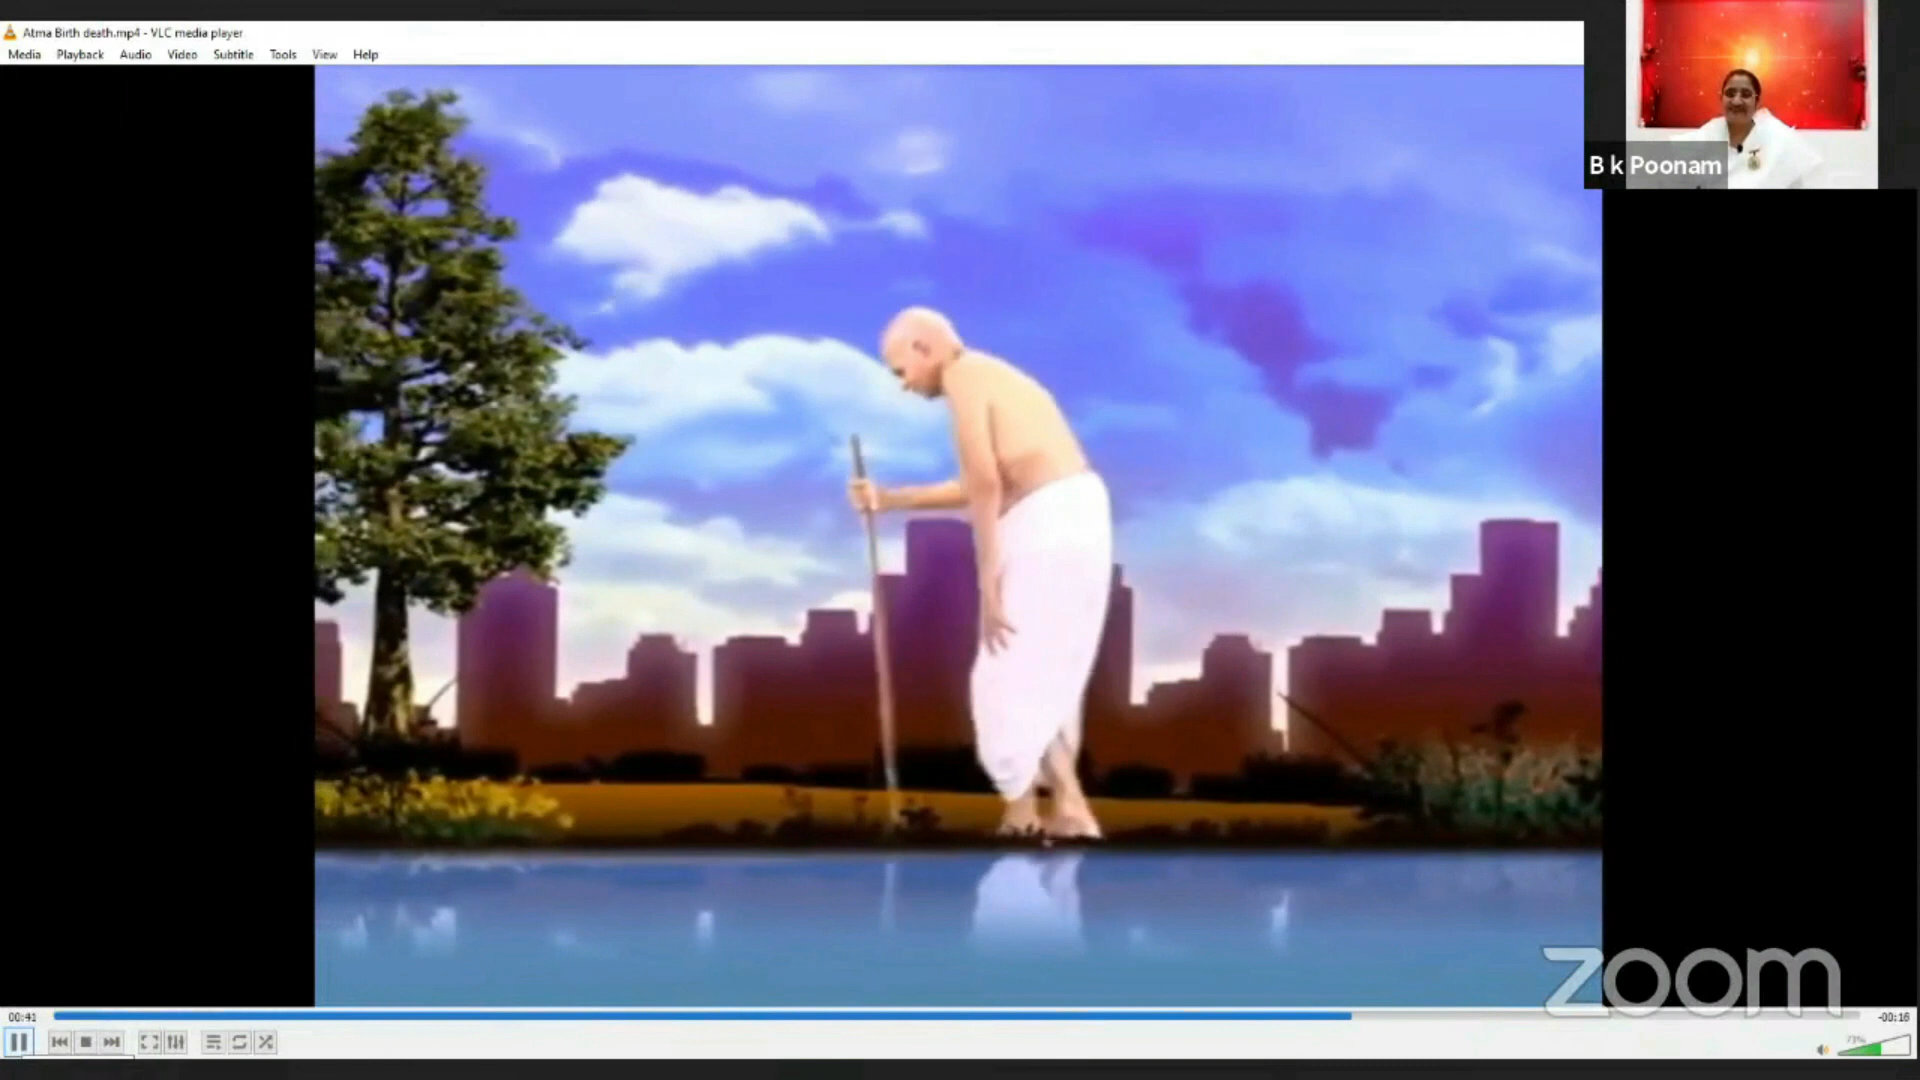 Atma Birth death.mp4 - VLC media player
Media Playback Audio Video Subtitle Tools View Help
B k Poonam
zoom
00:41
-00:16
73%